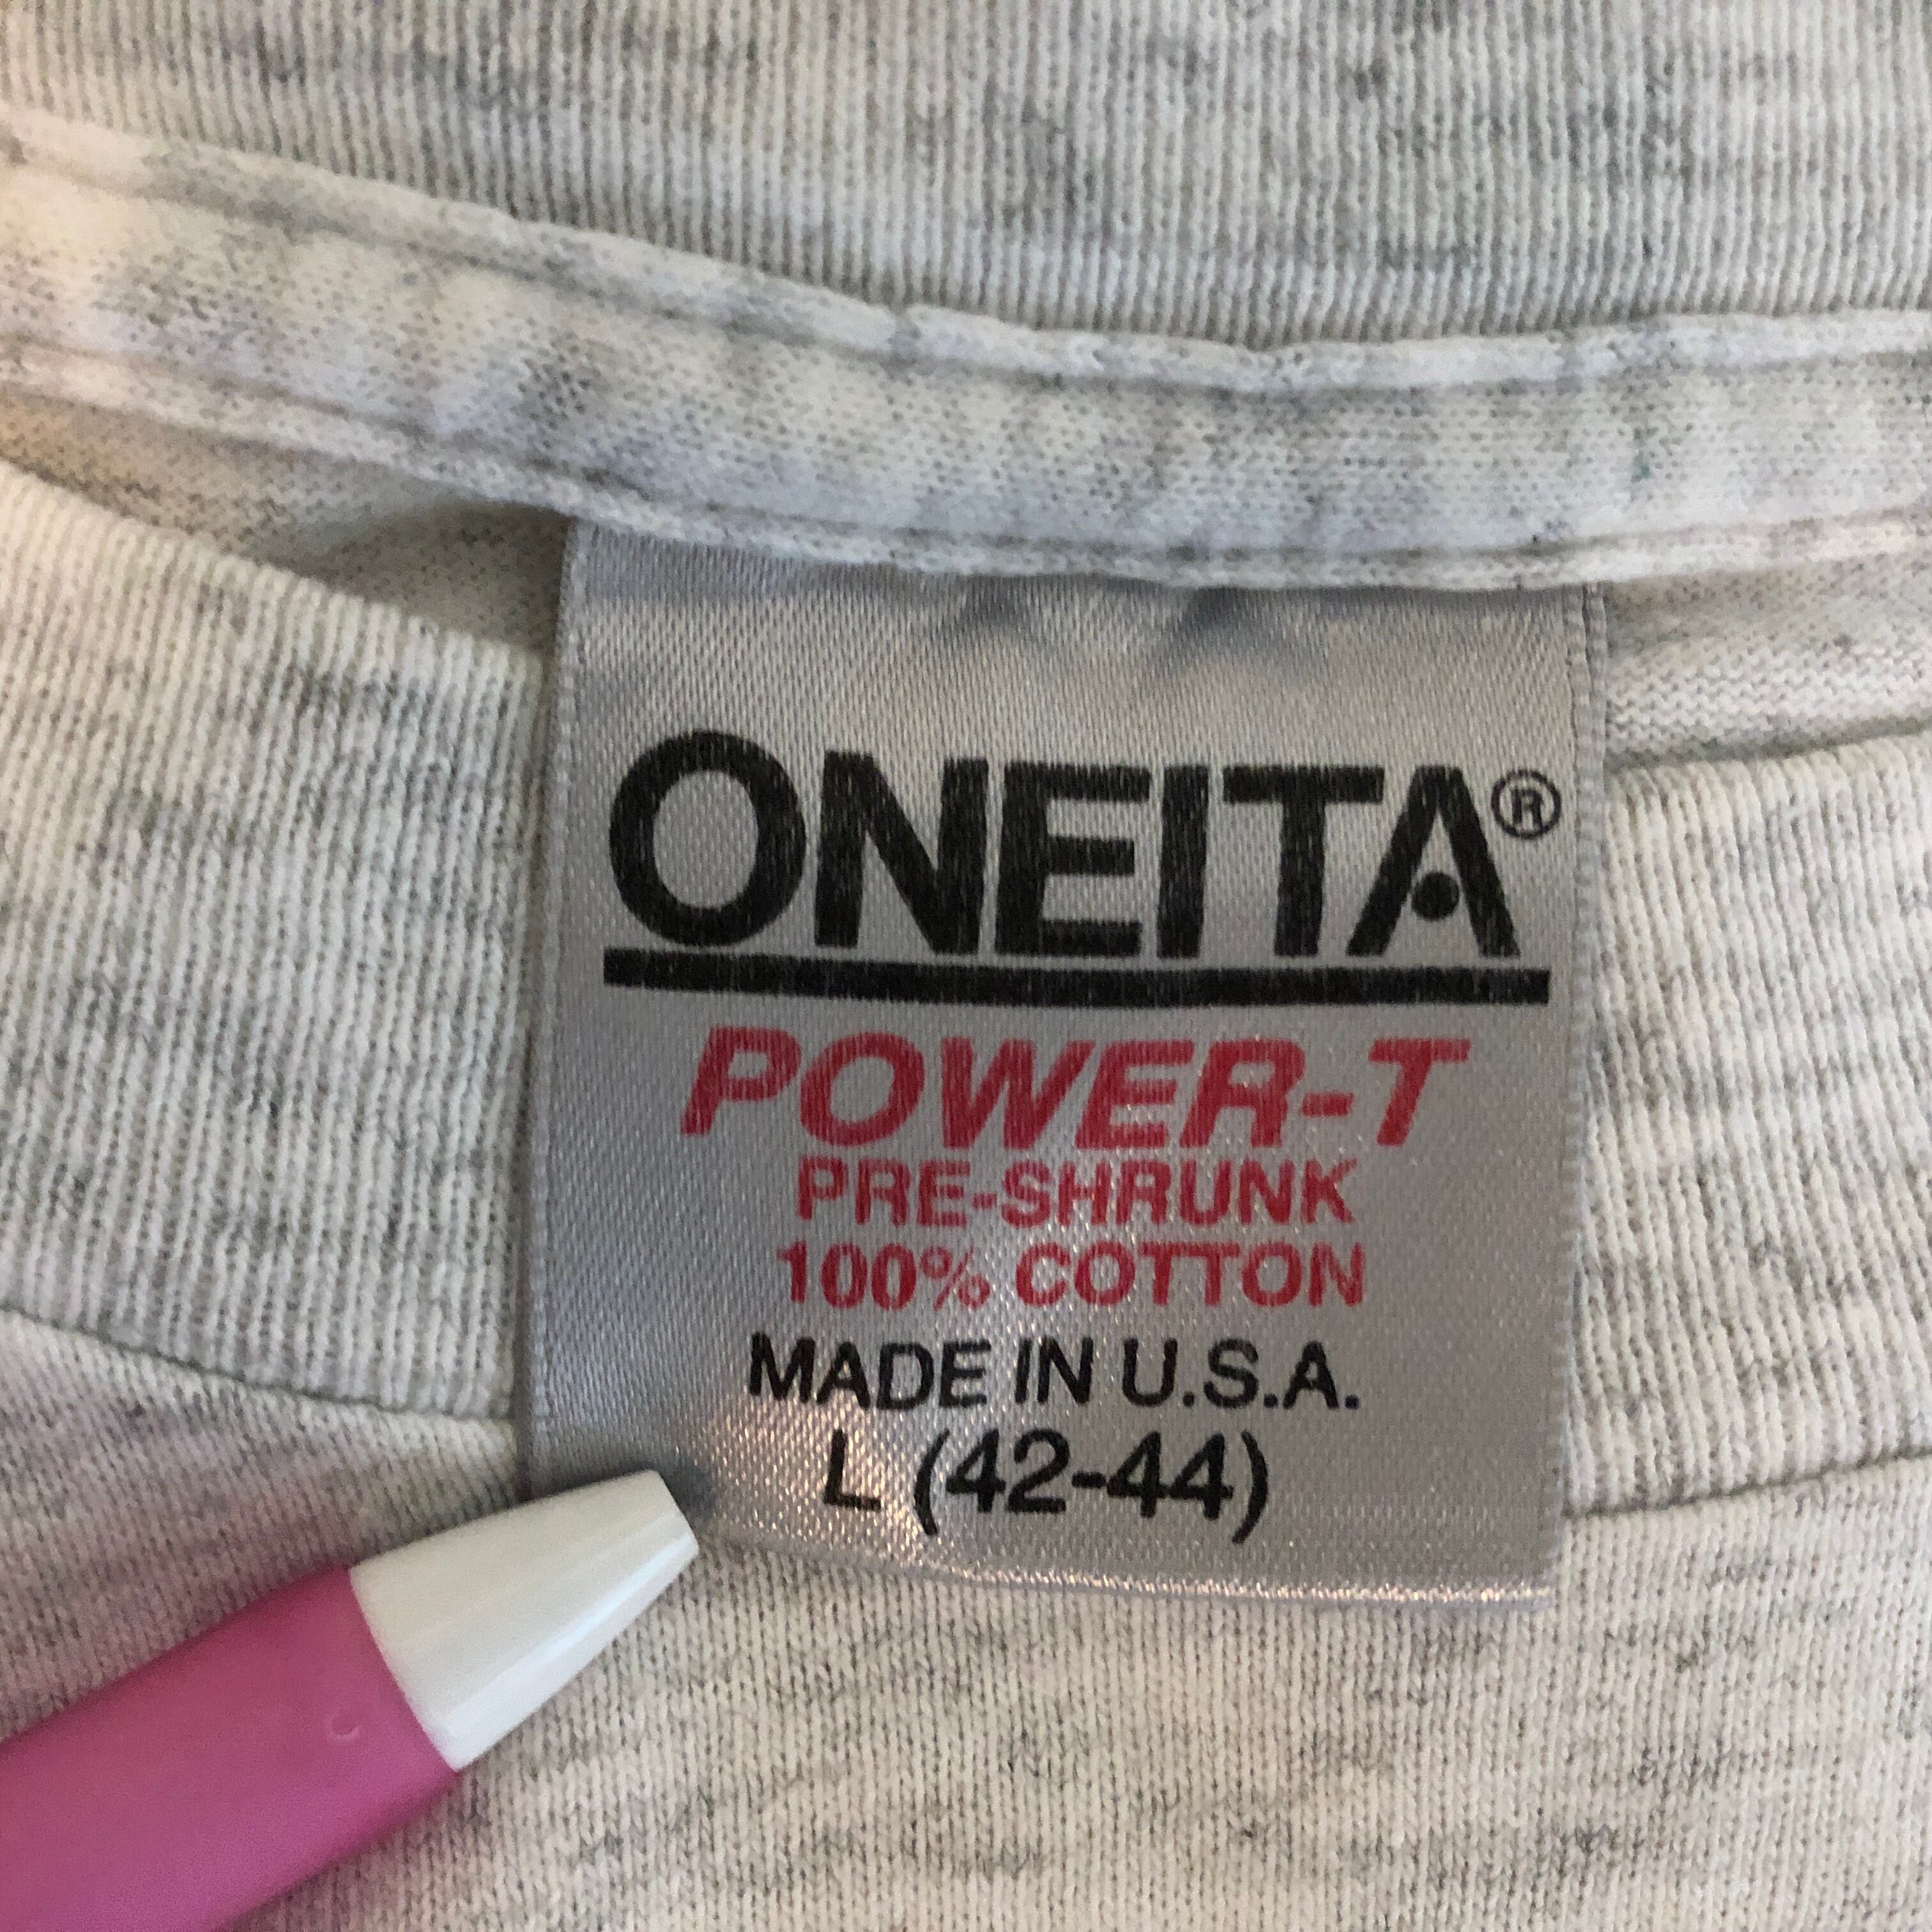 ONEITA®
POWER-T
PRE-SHRUNK
100% COTTON
MADE IN U.S.A.
L (42-44)